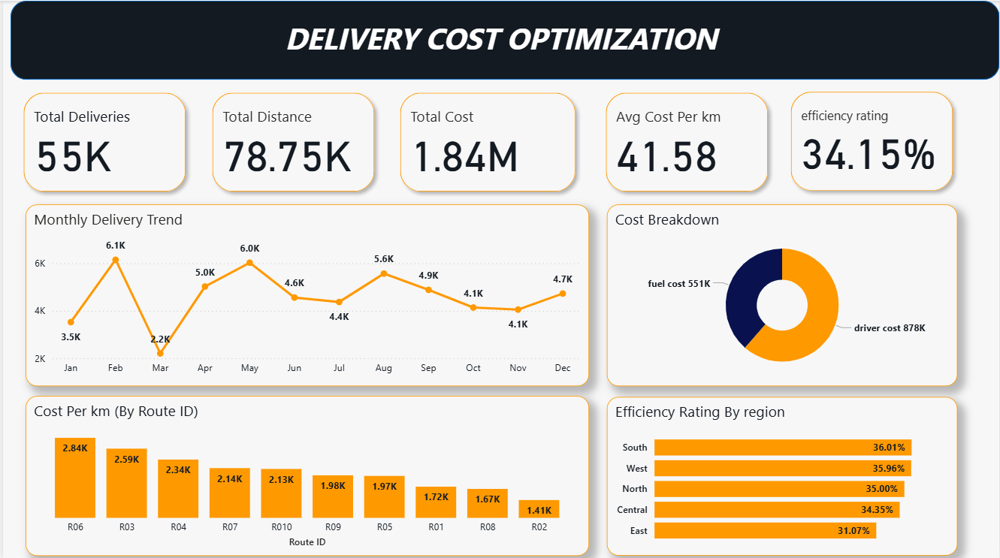 DELIVERY COST OPTIMIZATION
Total Deliveries
55K
Total Distance
78.75K
Total Cost
1.84M
Avg Cost Per km
41.58
efficiency rating
34.15%
Monthly Delivery Trend
6K
4K
2K
3.5K
6.1K
2.2K
5.0K
6.0K
4.6K
4.4K
5.6K
4.9K
4.1K
4.1K
4.7K
Jan Feb Mar Apr May Jun Jul Aug Sep Oct Nov Dec
Cost Breakdown
fuel cost 551K
driver cost 878K
Cost Per km (By Route ID)
2.84K 2.59K 2.34K 2.14K 2.13K 1.98K 1.97K 1.72K 1.67K 1.41K
R06 R03 R04 R07 R010 R09 R05 R01 R08 R02
Route ID
Efficiency Rating By region
South 36.01%
West 35.96%
North 35.00%
Central 34.35%
East 31.07%